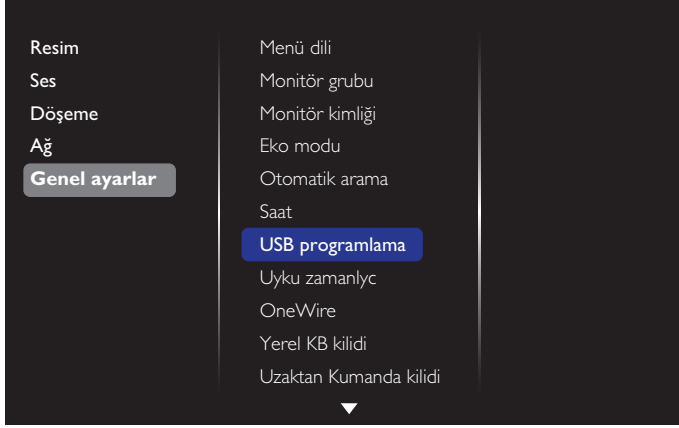 Resim
Ses
Döşeme
Ağ
Genel ayarlar
Menü dili
Monitör grubu
Monitör kimliği
Eko modu
Otomatik arama
Saat
USB programlama
Uyku zamanlyc
OneWire
Yerel KB kilidi
Uzaktan Kumanda kilidi